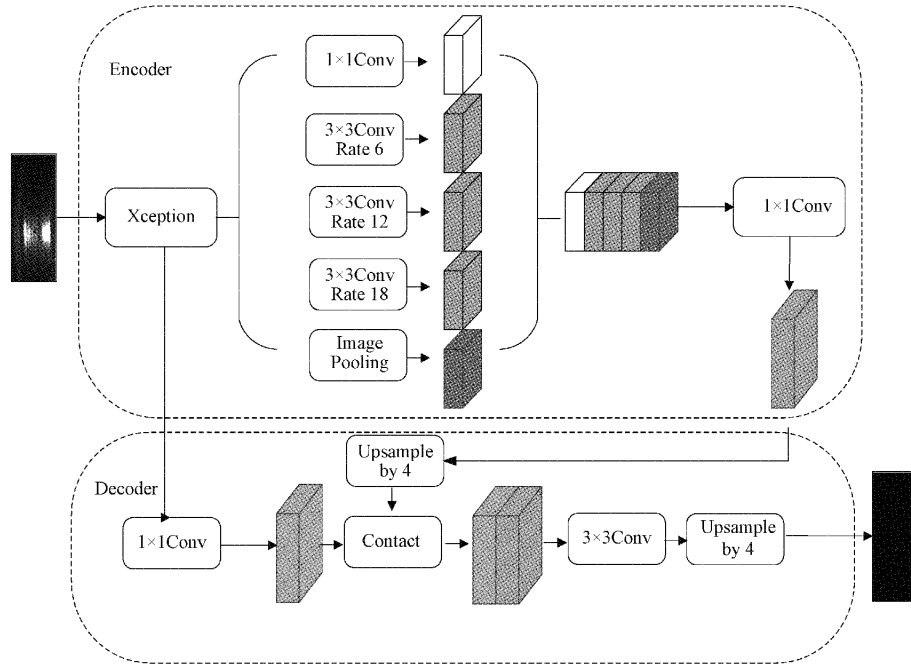 Encoder
1×1Conv
3×3Conv
Rate 6
Xception
3×3Conv
Rate 12
1×1Conv
3×3Conv
Rate 18
Image
Pooling
Decoder
Upsample
by 4
1×1Conv
Contact
3×3Conv
Upsample
by 4